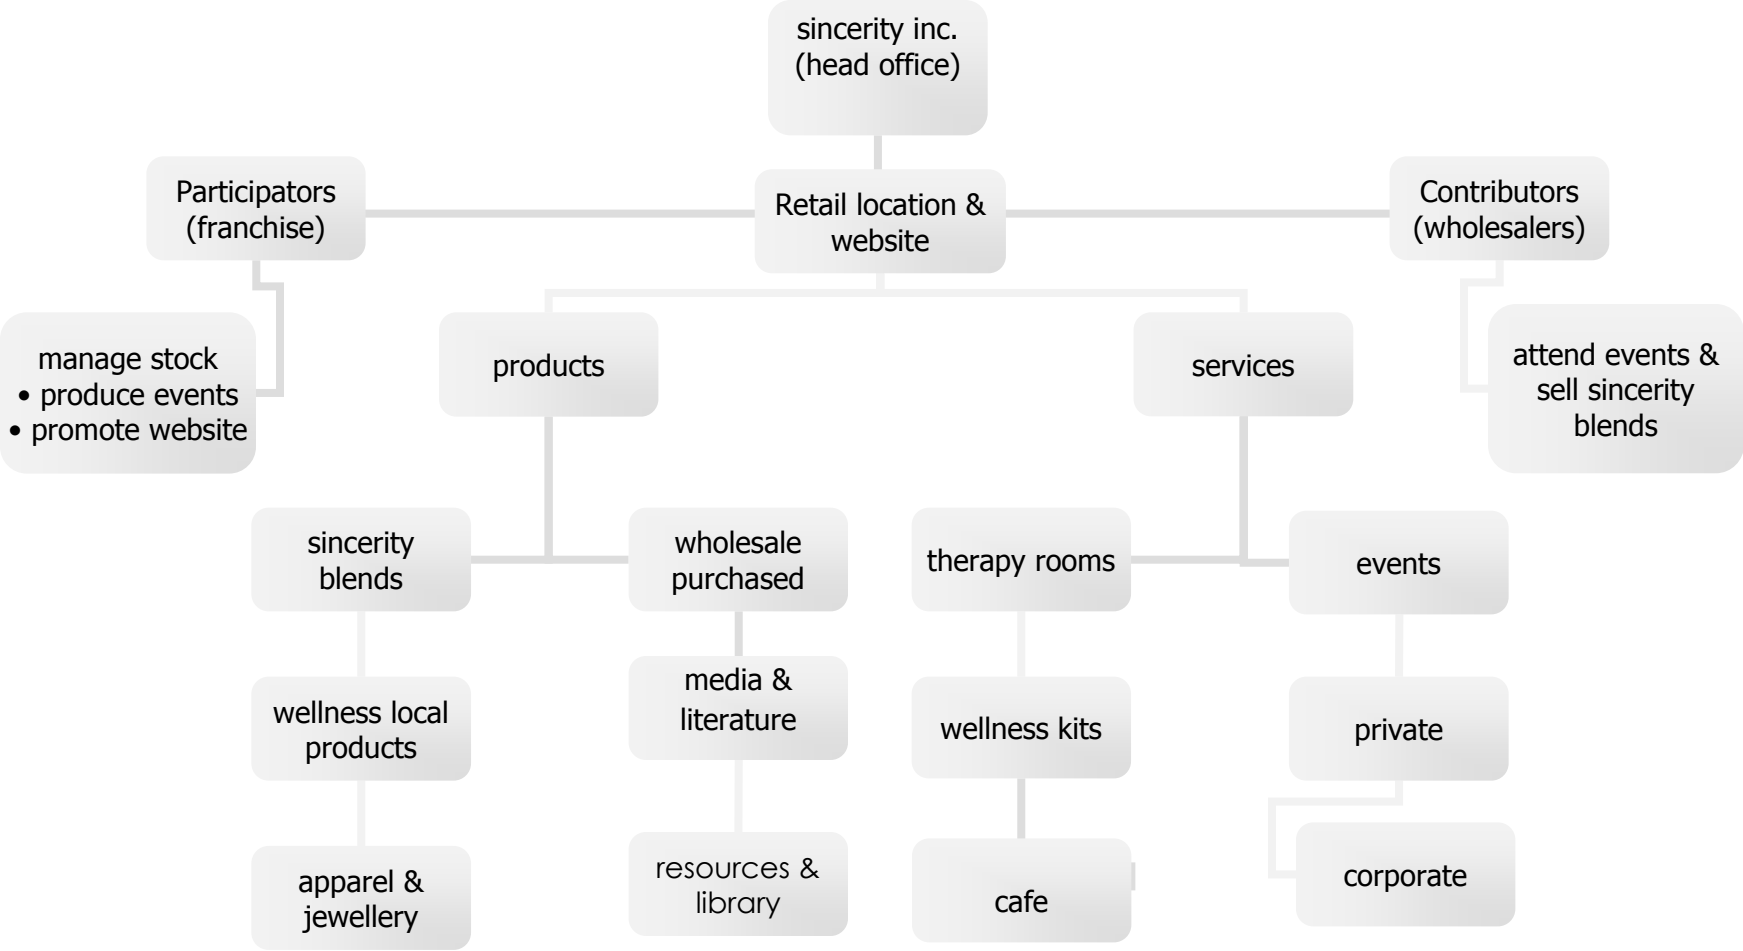 sincerity inc.
(head office)
Participators
(franchise)
Retail location &
website
Contributors
(wholesalers)
manage stock
• produce events
• promote website
products
services
attend events &
sell sincerity
blends
sincerity
blends
wholesale
purchased
therapy rooms
events
wellness local
products
media &
literature
wellness kits
private
apparel &
jewellery
resources &
library
cafe
corporate